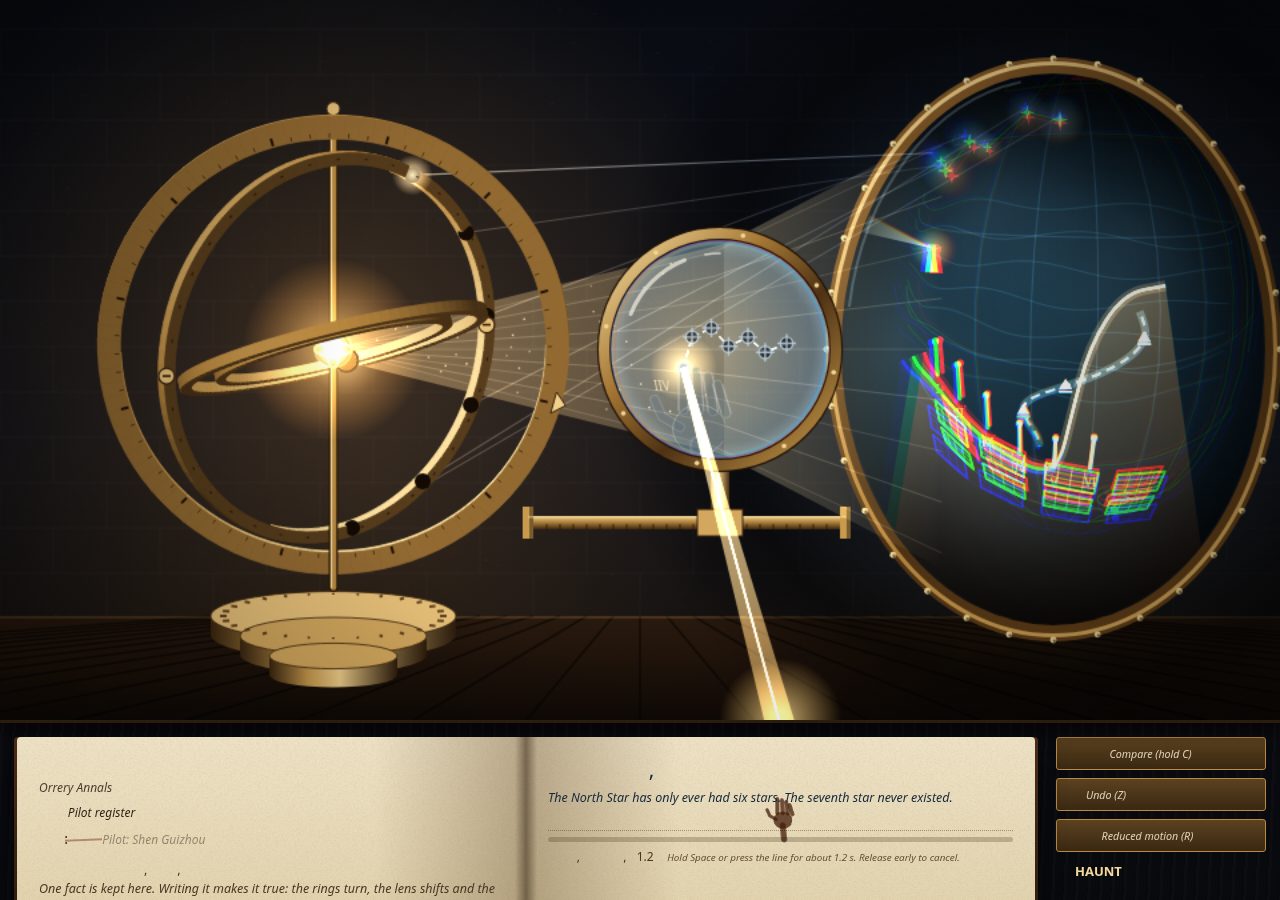 VII
Orrery Annals
Pilot register
: Pilot: Shen Guizhou
, ,
One fact is kept here. Writing it makes it true: the rings turn, the lens shifts and the
,
The North Star has only ever had six stars. The seventh star never existed.
, , 1.2 Hold Space or press the line for about 1.2 s. Release early to cancel.
Compare (hold C)
Undo (Z)
Reduced motion (R)
HAUNT